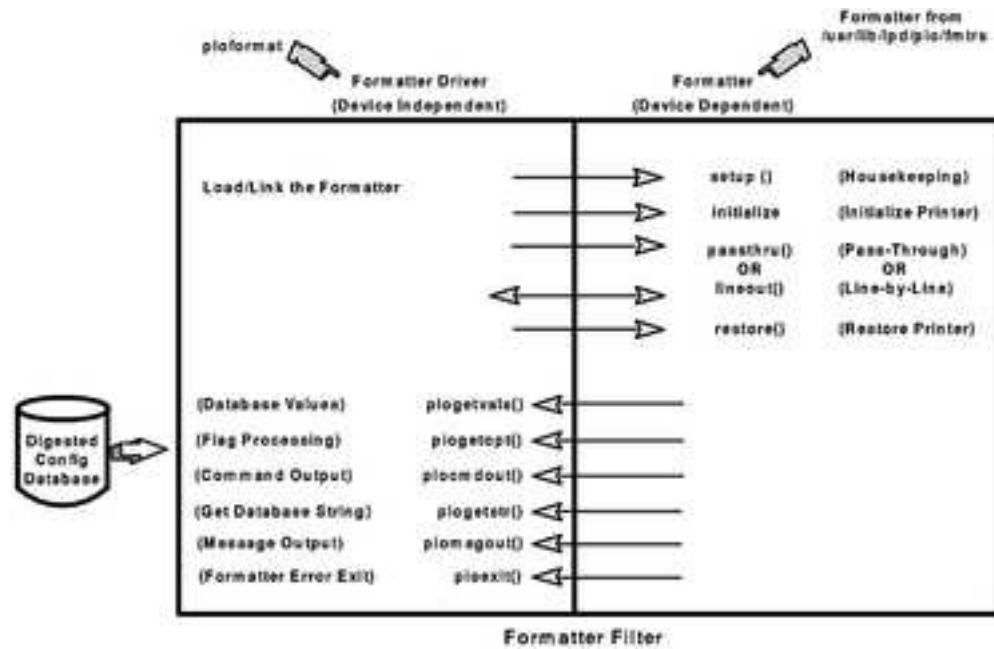 Formatter from
/usr/lib/lpd/pio/fmtrs
pioformat
Formatter Driver
(Device Independent)
Formatter
(Device Dependent)
Load/Link the Formatter
setup () (Housekeeping)
initialize (Initialize Printer)
passthru() (Pass-Through)
OR OR
lineout() (Line-by-Line)
restore() (Restore Printer)
Digested
Config
Database
(Database Values) piogetvals()
(Flag Processing) piogetopt()
(Command Output) piocmdout()
(Get Database String) piogetstr()
(Message Output) piomsgout()
(Formatter Error Exit) pioexit()
Formatter Filter